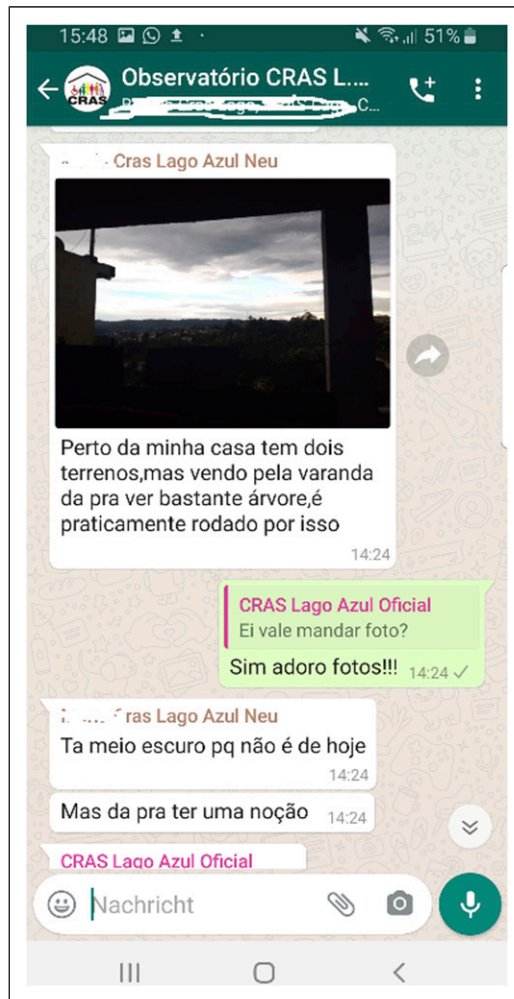 15:48
51%
CRAS
Observatório CRAS L....
C...
Cras Lago Azul Neu
Perto da minha casa tem dois
terrenos,mas vendo pela varanda
da pra ver bastante árvore,é
praticamente rodado por isso
14:24
CRAS Lago Azul Oficial
Ei vale mandar foto?
Sim adoro fotos!!! 14:24
ras Lago Azul Neu
Ta meio escuro pq não é de hoje
14:24
Mas da pra ter uma noção 14:24
CRAS Lago Azul Oficial
Nachricht